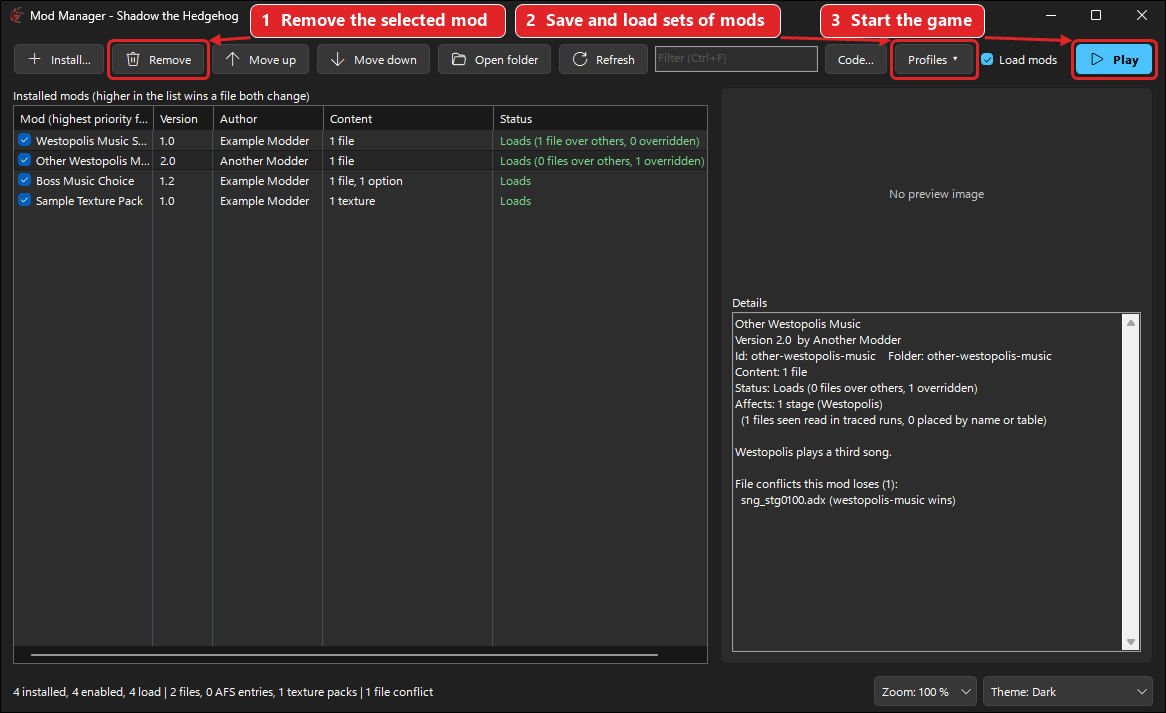 Mod Manager - Shadow the Hedgehog
1 Remove the selected mod
2 Save and load sets of mods
3 Start the game
Install...
Remove
Move up
Move down
Open folder
Refresh
Filter (Ctrl+F)
Code...
Profiles
Load mods
Play
Installed mods (higher in the list wins a file both change)
Mod (highest priority f... Version Author Content Status
Westopolis Music S... 1.0 Example Modder 1 file Loads (1 file over others, 0 overridden)
Other Westopolis M... 2.0 Another Modder 1 file Loads (0 files over others, 1 overridden)
Boss Music Choice 1.2 Example Modder 1 file, 1 option Loads
Sample Texture Pack 1.0 Example Modder 1 texture Loads
No preview image
Details
Other Westopolis Music
Version 2.0 by Another Modder
Id: other-westopolis-music Folder: other-westopolis-music
Content: 1 file
Status: Loads (0 files over others, 1 overridden)
Affects: 1 stage (Westopolis)
(1 files seen read in traced runs, 0 placed by name or table)
Westopolis plays a third song.
File conflicts this mod loses (1):
sng_stg0100.adx (westopolis-music wins)
4 installed, 4 enabled, 4 load | 2 files, 0 AFS entries, 1 texture packs | 1 file conflict
Zoom: 100 %
Theme: Dark